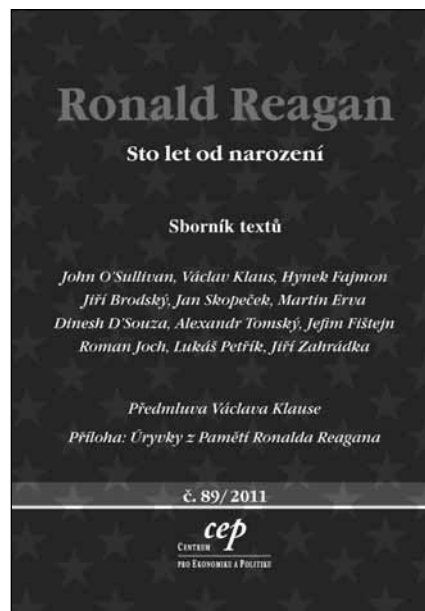 Ronald Reagan
Sto let od narození
Sborník textů
John O'Sullivan, Václav Klaus, Hynek Fajmon
Jiří Brodský, Jan Skopeček, Martin Erva
Dinesh D'Souza, Alexandr Tomský, Jefim Fištejn
Roman Joch, Lukáš Petřík, Jiří Zahrádka
Předmluva Václava Klause
Příloha: Úryvky z Pamětí Ronalda Reagana
č. 89/2011
cep
Centrum
pro Ekonomiku a Politiku